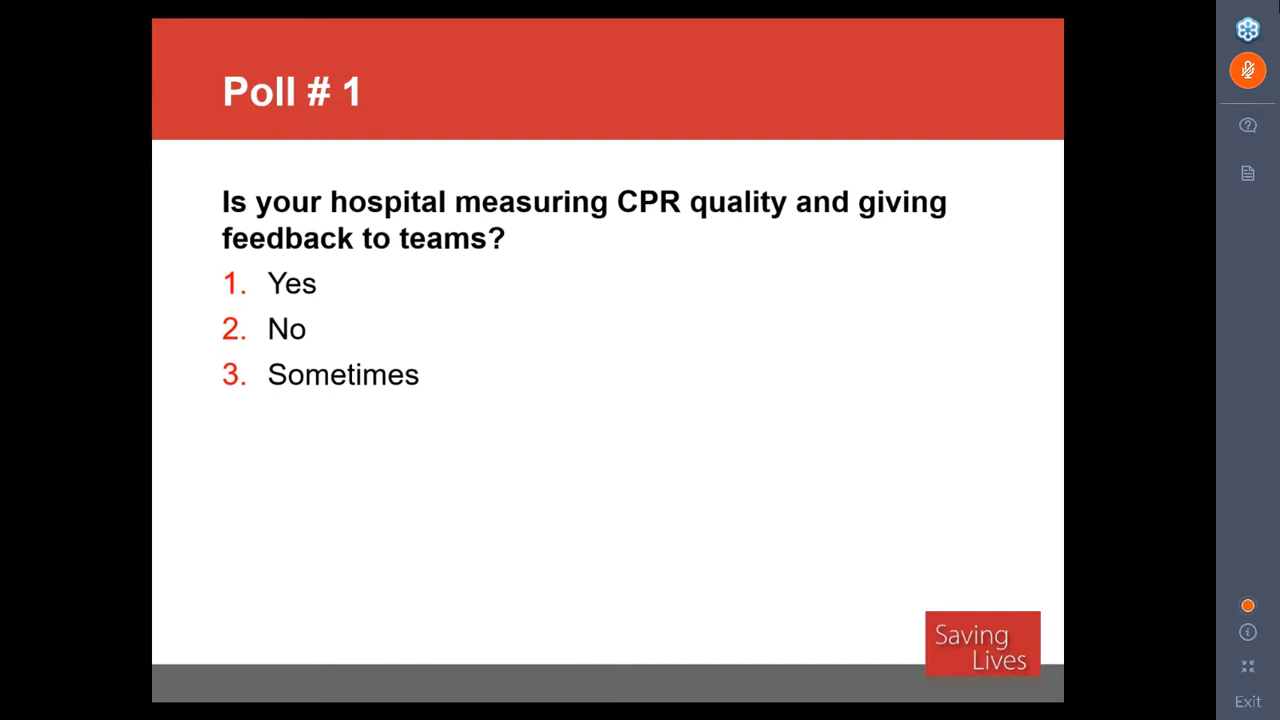 Poll # 1
Is your hospital measuring CPR quality and giving
feedback to teams?
1. Yes
2. No
3. Sometimes
Saving
Lives
Exit